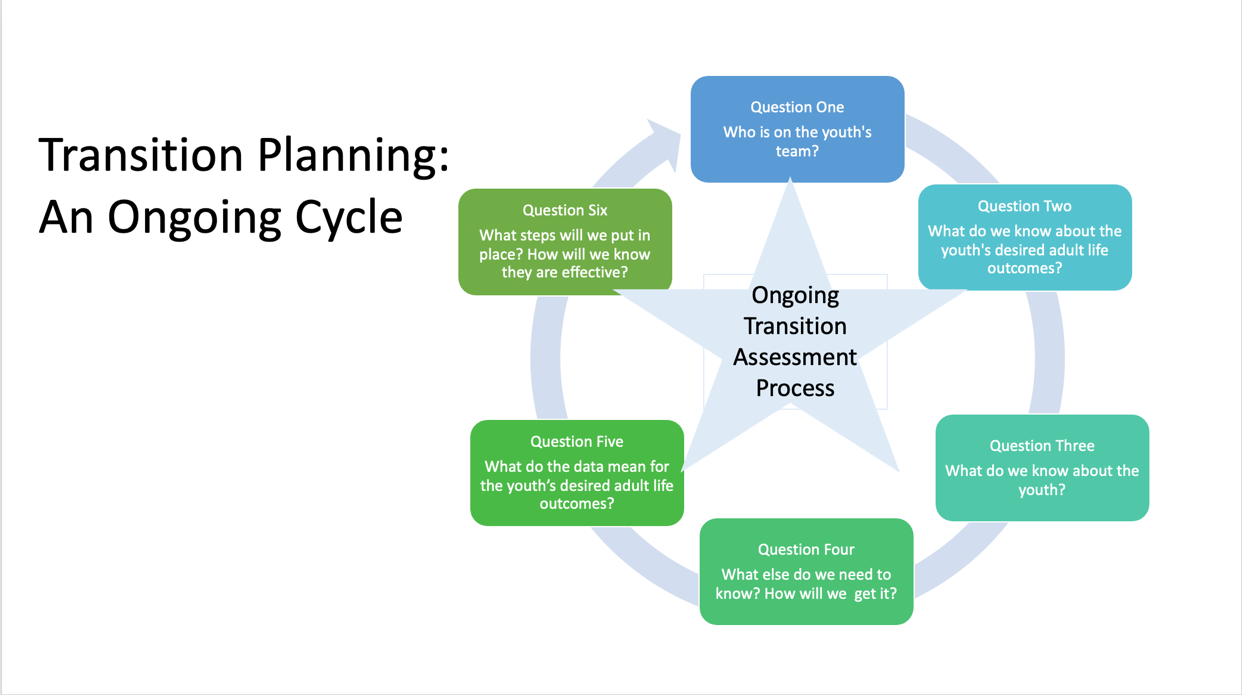 Transition Planning:
An Ongoing Cycle
Question One
Who is on the youth's
team?
Question Two
What do we know about the
youth's desired adult life
outcomes?
Question Three
What do we know about the
youth?
Question Four
What else do we need to
know? How will we  get it?
Question Five
What do the data mean for
the youth’s desired adult life
outcomes?
Question Six
What steps will we put in
place? How will we know
they are effective?
Ongoing
Transition
Assessment
Process